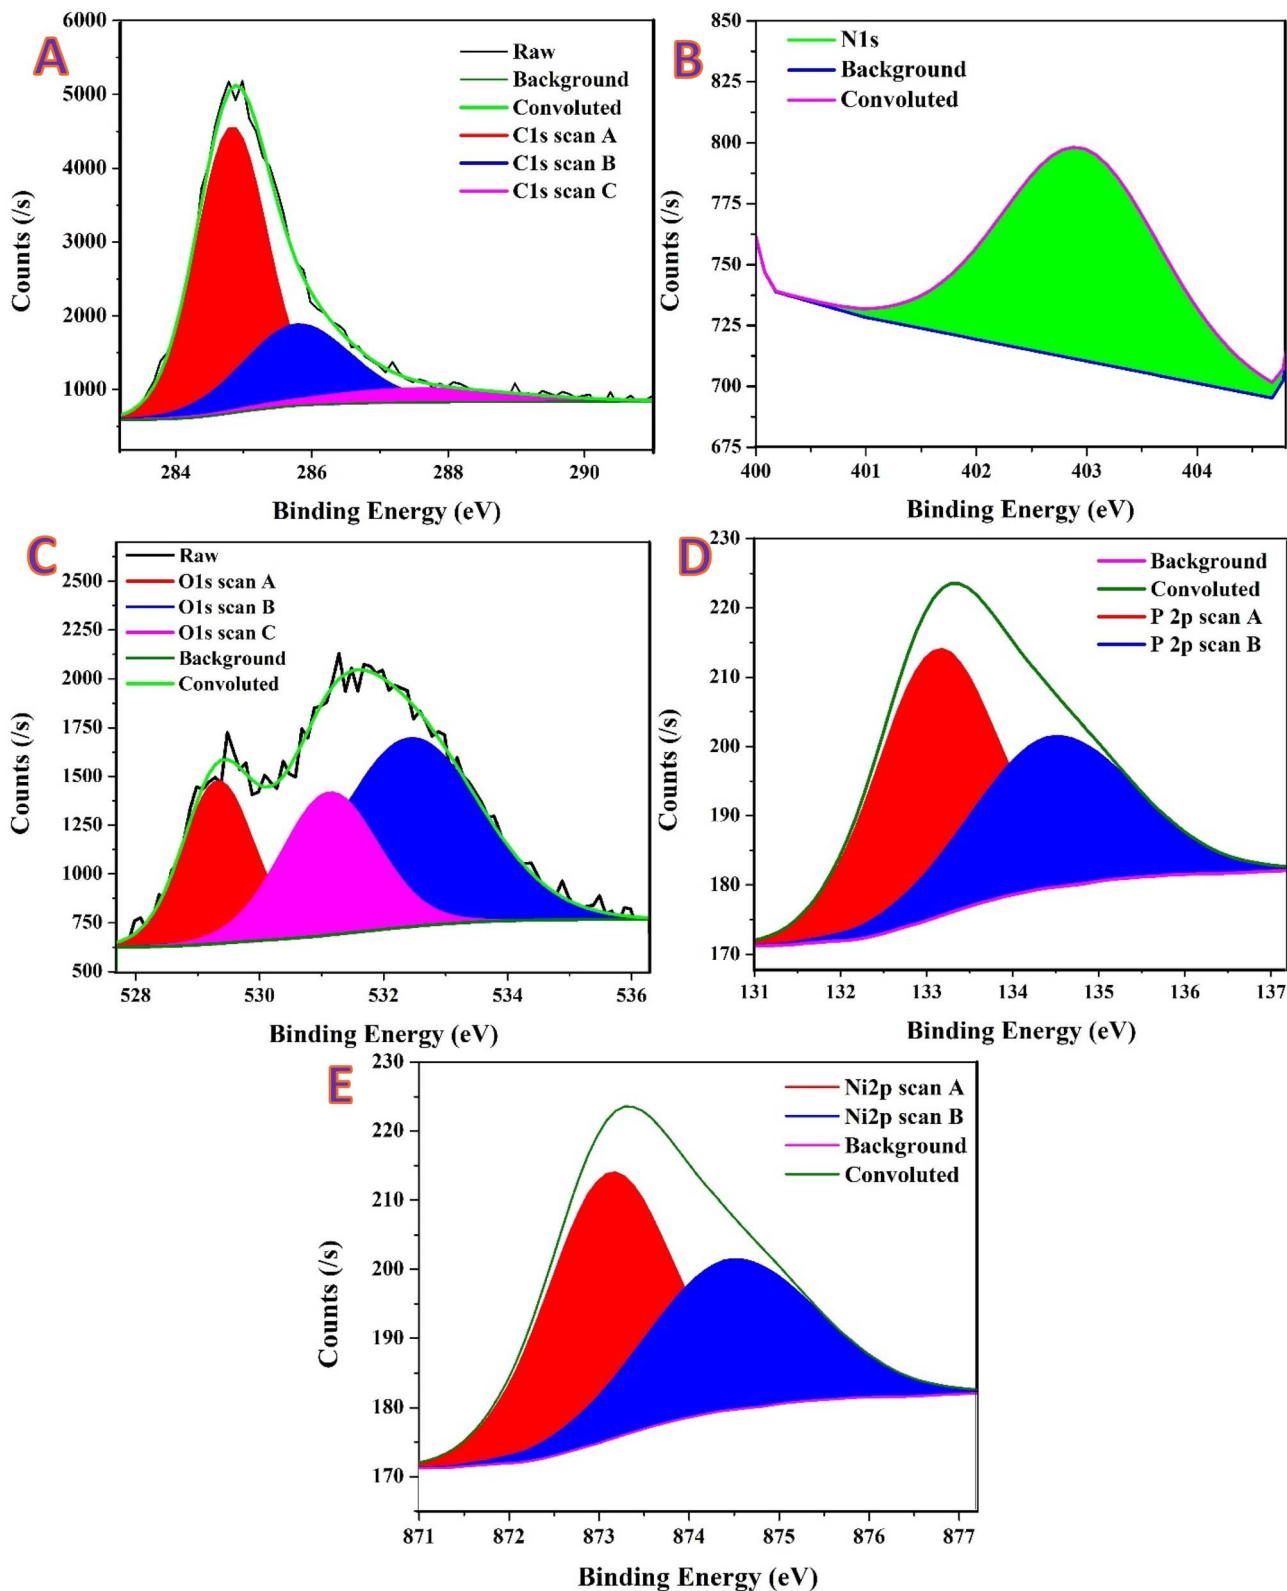 A
6000
5000
4000
3000
2000
1000
Counts (/s)
Raw
Background
Convoluted
C1s scan A
C1s scan B
C1s scan C
284
286
288
290
Binding Energy (eV)
B
850
825
800
775
750
725
700
675
Counts (/s)
N1s
Background
Convoluted
400
401
402
403
404
Binding Energy (eV)
C
2500
2250
2000
1750
1500
1250
1000
750
500
Counts (/s)
Raw
O1s scan A
O1s scan B
O1s scan C
Background
Convoluted
528
530
532
534
536
Binding Energy (eV)
D
230
220
210
200
190
180
170
Counts (/s)
Background
Convoluted
P 2p scan A
P 2p scan B
131
132
133
134
135
136
137
Binding Energy (eV)
E
230
220
210
200
190
180
170
Counts (/s)
Ni2p scan A
Ni2p scan B
Background
Convoluted
871
872
873
874
875
876
877
Binding Energy (eV)